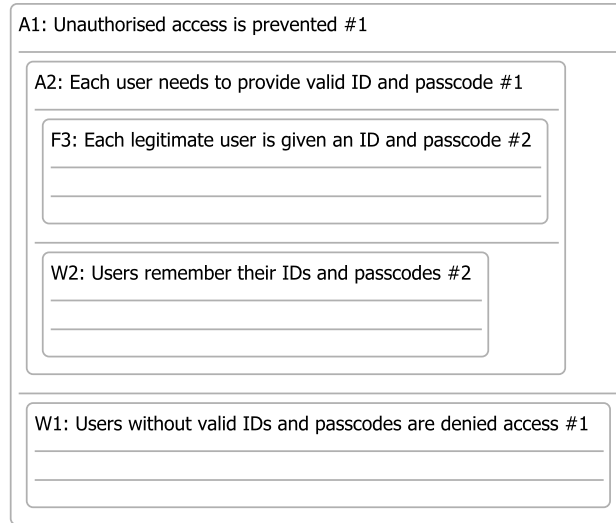 A1: Unauthorised access is prevented #1
A2: Each user needs to provide valid ID and passcode #1
F3: Each legitimate user is given an ID and passcode #2
W2: Users remember their IDs and passcodes #2
W1: Users without valid IDs and passcodes are denied access #1